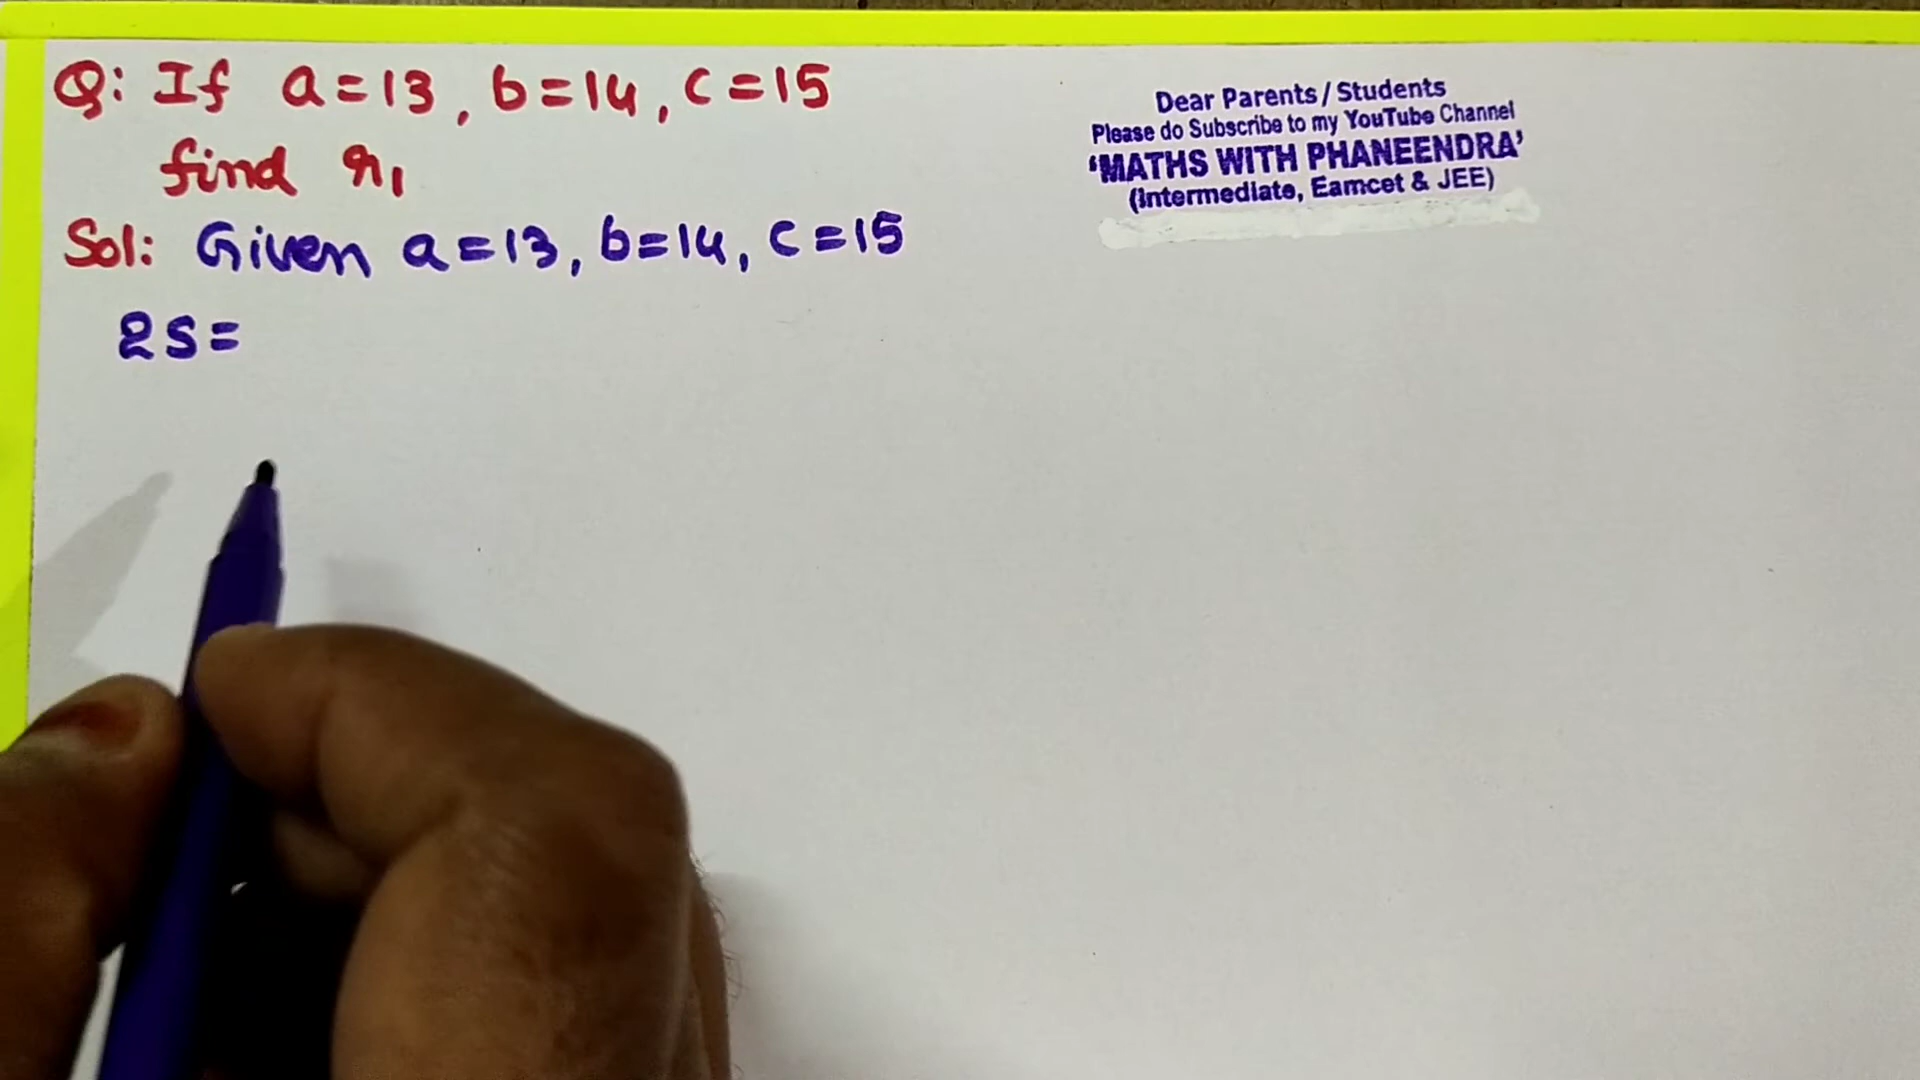 Q: If a=13, b=14, c=15
find r₁
Sol: Given a=13, b=14, c=15
2S=
Dear Parents / Students
Please do Subscribe to my YouTube Channel
'MATHS WITH PHANEENDRA'
(Intermediate, Eamcet & JEE)